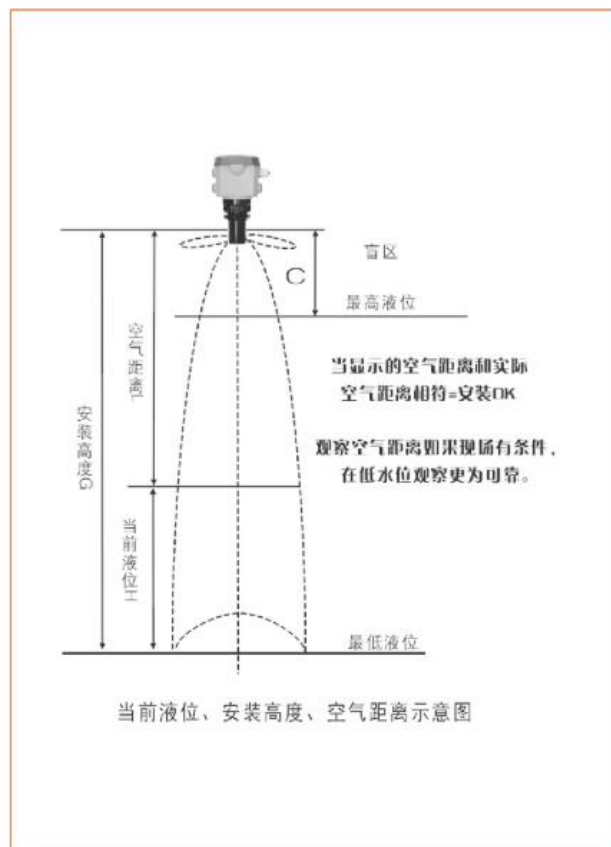 盲区
C
最高液位
空气距离L
当显示的空气距离和实际
空气距离相符=安装OK
安装高度G
观察空气距离如果现场有条件，
在低水位观察更为可靠。
当前液位H
最低液位
当前液位、安装高度、空气距离示意图